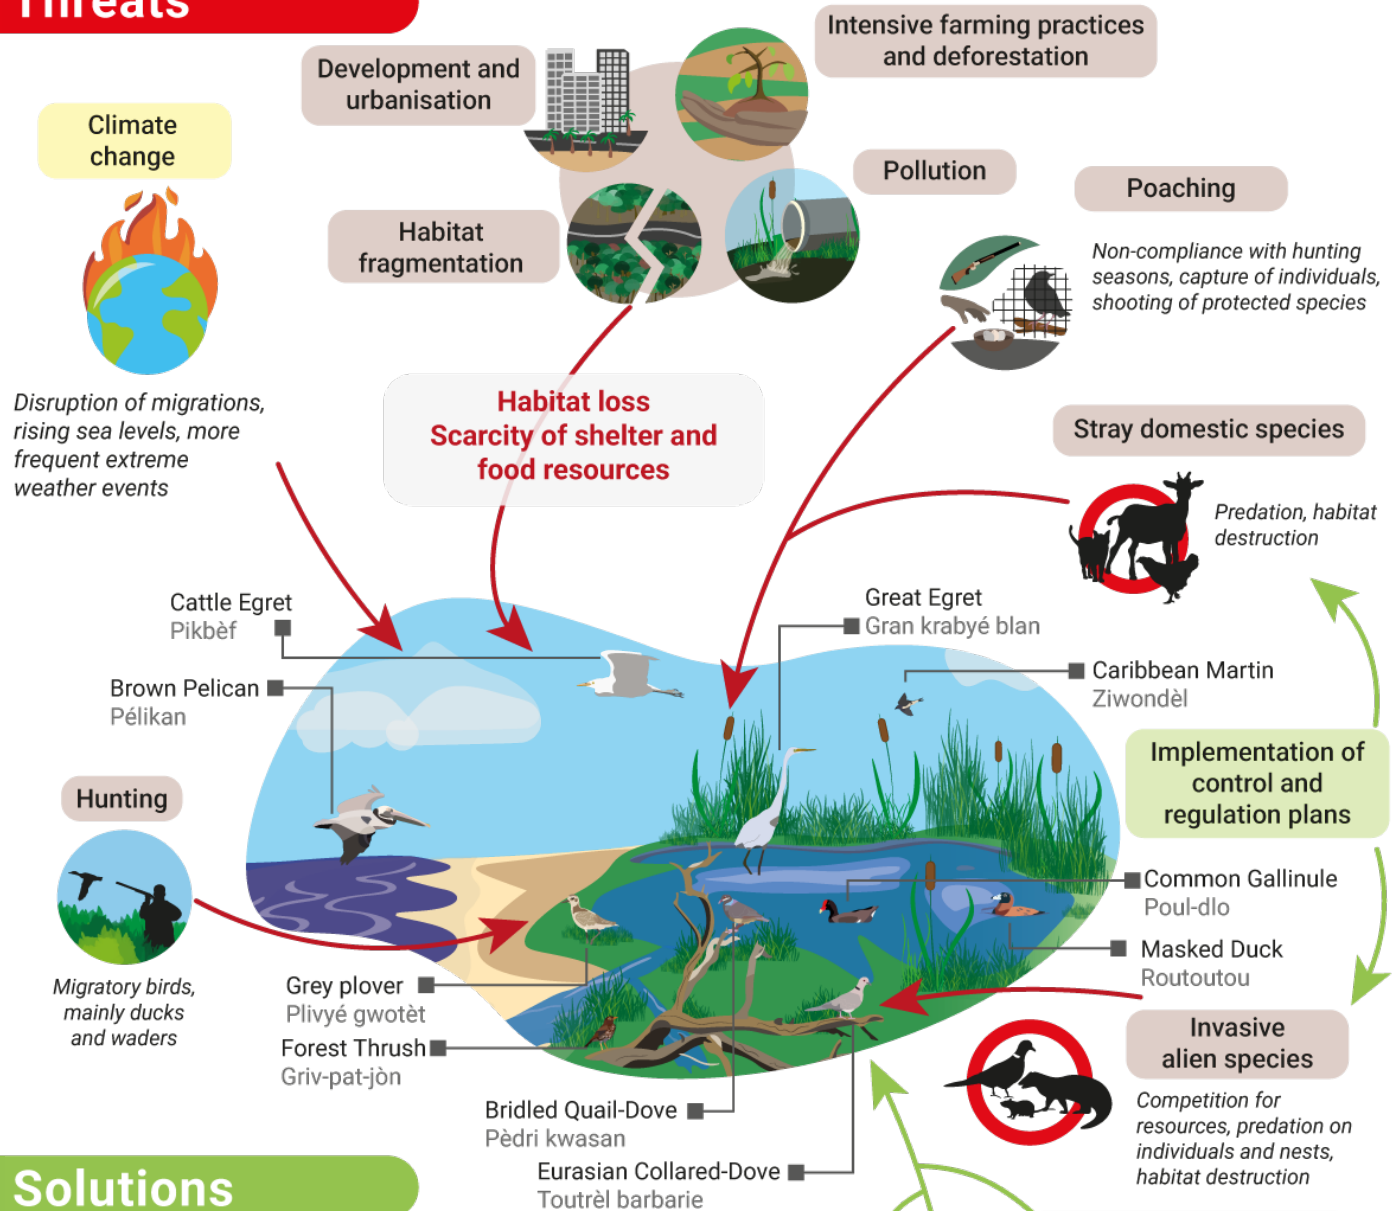 Threats
Development and
urbanisation
Intensive farming practices
and deforestation
Climate
change
Pollution
Poaching
Habitat
fragmentation
Non-compliance with hunting
seasons, capture of individuals,
shooting of protected species
Disruption of migrations,
rising sea levels, more
frequent extreme
weather events
Habitat loss
Scarcity of shelter and
food resources
Stray domestic species
Predation, habitat
destruction
Cattle Egret
Pikbèf
Great Egret
Gran krabyé blan
Brown Pelican
Pélikan
Caribbean Martin
Ziwondèl
Implementation of
control and
regulation plans
Hunting
Migratory birds,
mainly ducks
and waders
Common Gallinule
Poul-dlo
Masked Duck
Routoutou
Grey plover
Plivyé gwotèt
Forest Thrush
Griv-pat-jòn
Invasive
alien species
Competition for
resources, predation on
individuals and nests,
habitat destruction
Bridled Quail-Dove
Pèdri kwasan
Eurasian Collared-Dove
Toutrèl barbarie
Solutions